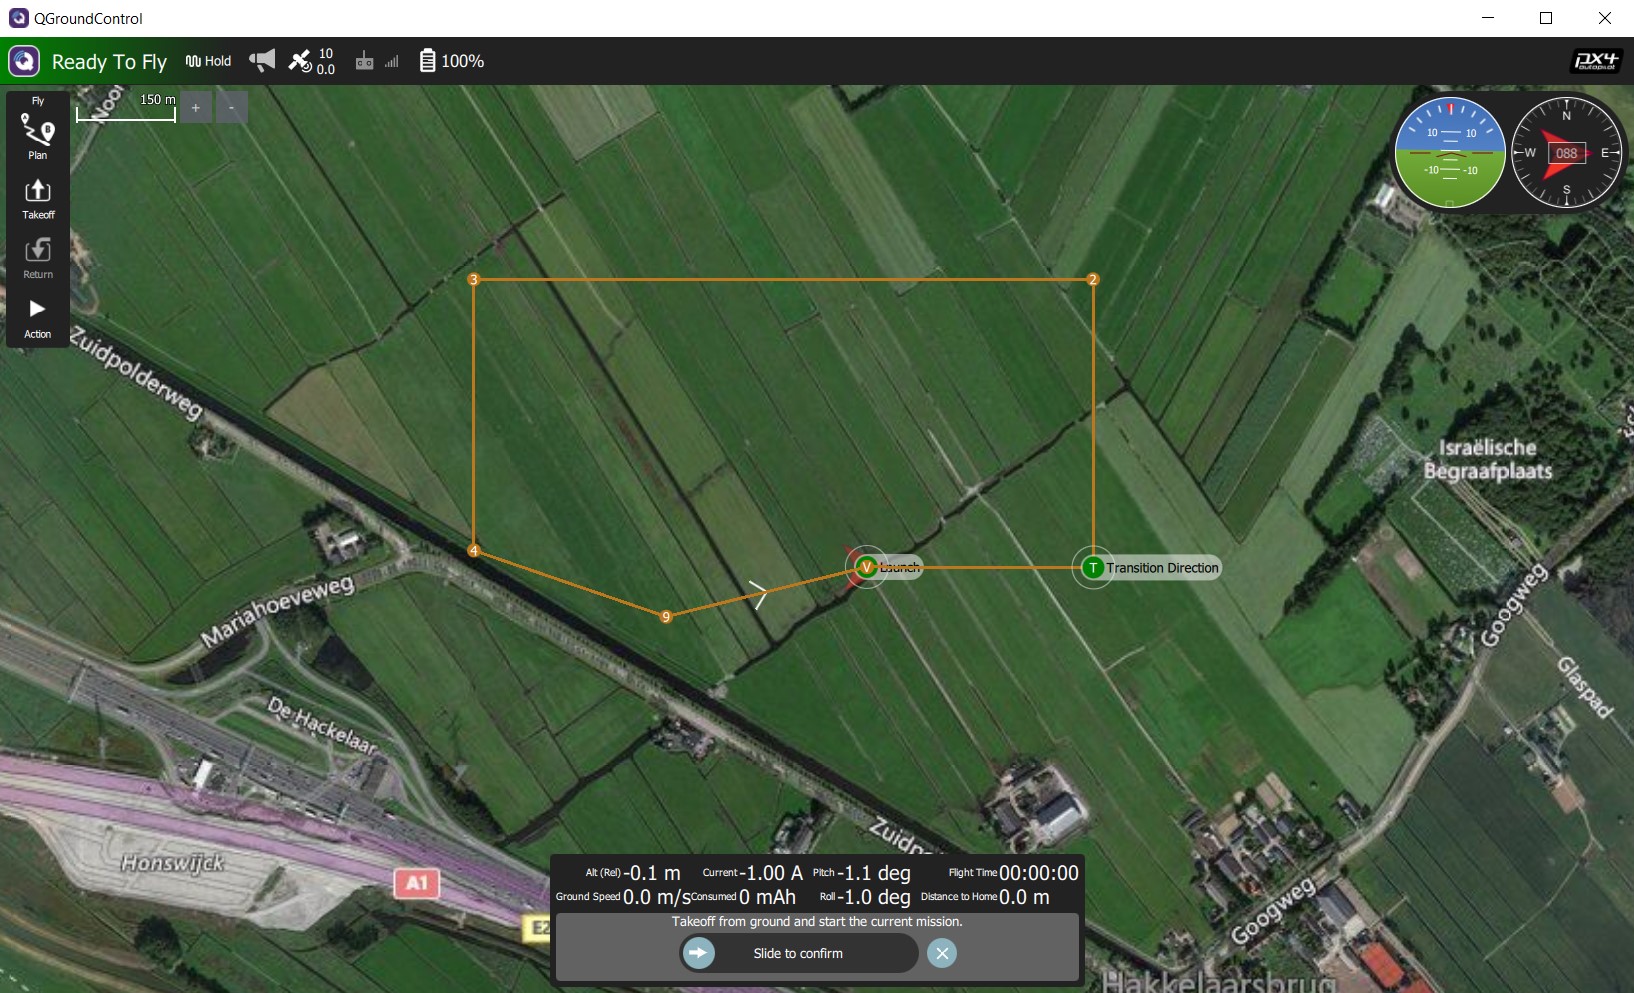 QGroundControl
Ready To Fly
Hold
10
0.0
100%
px4
autopilot
Fly
Plan
Takeoff
Return
Action
150 m
+
-
10 10
-10 -10
N
W 088 E
S
3
2
Zuidpolderweg
Israëlische
Begraafplaats
4
V Launch
T Transition Direction
9
Mariahoeveweg
Googweg
Glaspad
De Hackelaar
Honswijck
A1
Alt (Rel) -0.1 m Current -1.00 A Pitch -1.1 deg Flight Time 00:00:00
Ground Speed 0.0 m/s Consumed 0 mAh Roll -1.0 deg Distance to Home 0.0 m
Takeoff from ground and start the current mission.
Slide to confirm
Googweg
Hakkelaarsbrug